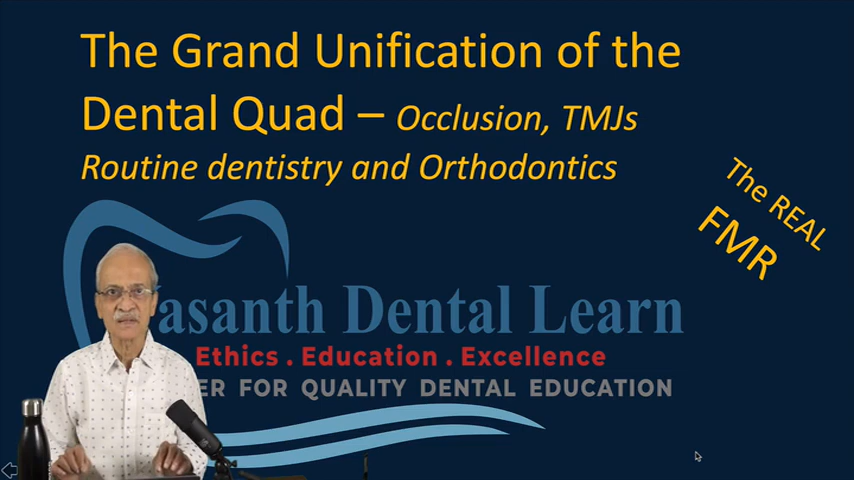 The Grand Unification of the
Dental Quad – Occlusion, TMJs
Routine dentistry and Orthodontics
The REAL
FMR
asanth Dental Learn
Ethics . Education . Excellence
ER FOR QUALITY DENTAL EDUCATION